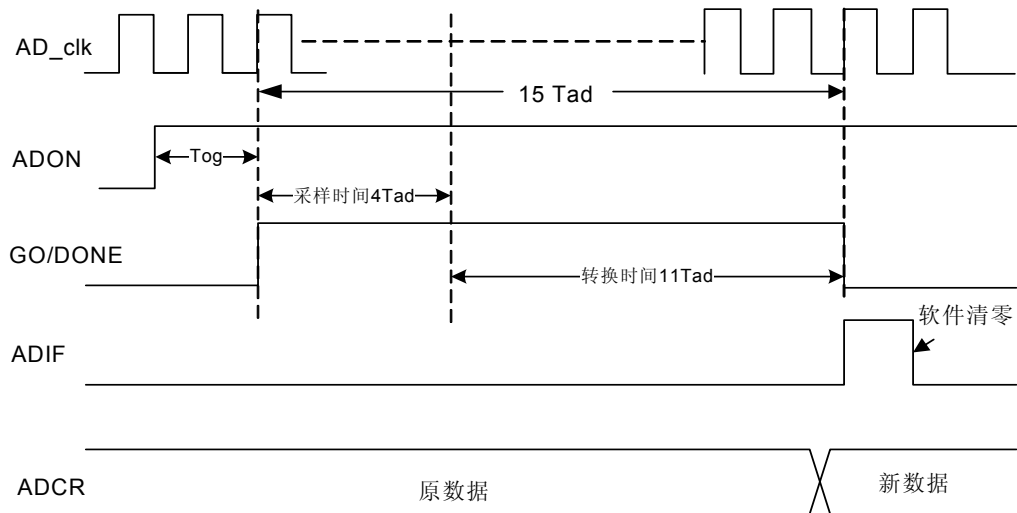 AD_clk
15 Tad
ADON
Tog
采样时间4Tad
GO/DONE
转换时间11Tad
软件清零
ADIF
ADCR
原数据
新数据